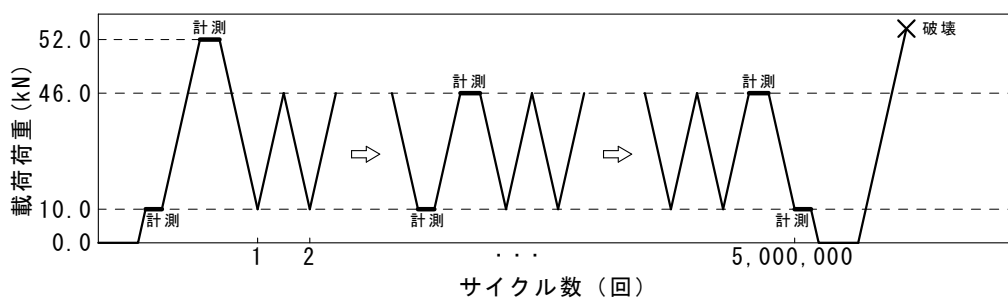 計測
52.0
破壊
計測
計測
46.0
載荷荷重(kN)
10.0
計測
計測
計測
0.0
1
2
・・・
5,000,000
サイクル数（回）